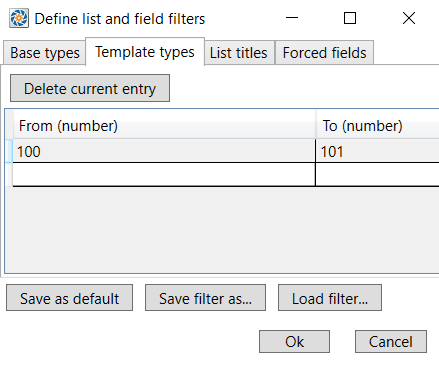 Define list and field filters
Base types Template types List titles Forced fields
Delete current entry
From (number) To (number)
100 101
Save as default Save filter as... Load filter...
Ok Cancel